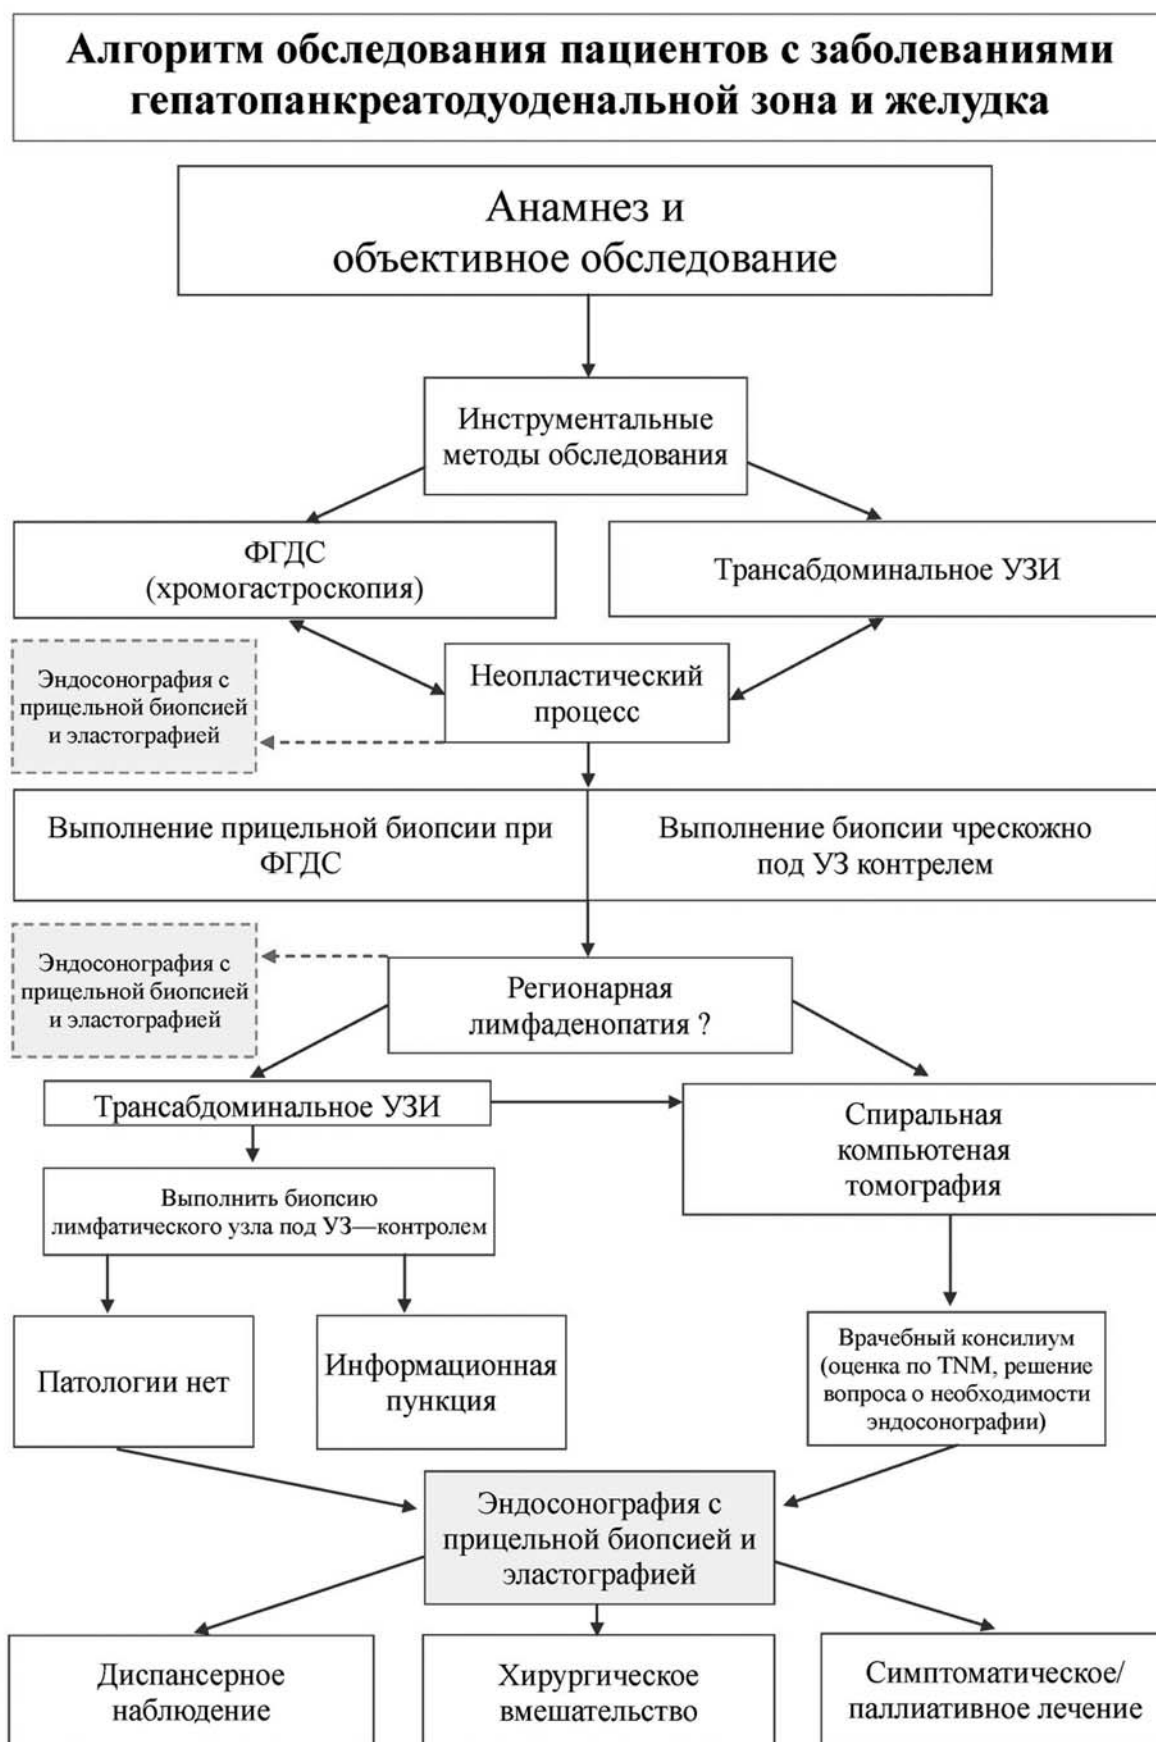 Алгоритм обследования пациентов с заболеваниями
гепатопанкреатодуоденальной зона и желудка
Анамнез и
объективное обследование
Инструментальные
методы обследования
ФГДС
(хромогастроскопия)
Трансабдоминальное УЗИ
Эндосонография с
прицельной биопсией
и эластографией
Неопластический
процесс
Выполнение прицельной биопсии при
ФГДС
Выполнение биопсии чрескожно
под УЗ контрелем
Эндосонография с
прицельной биопсией
и эластографией
Регионарная
лимфаденопатия ?
Трансабдоминальное УЗИ
Спиральная
компьютеная
томография
Выполнить биопсию
лимфатического узла под УЗ—контролем
Патологии нет
Информационная
пункция
Врачебный консилиум
(оценка по TNM, решение
вопроса о необходимости
эндосонографии)
Эндосонография с
прицельной биопсией и
эластографией
Диспансерное
наблюдение
Хирургическое
вмешательство
Симптоматическое/
паллиативное лечение